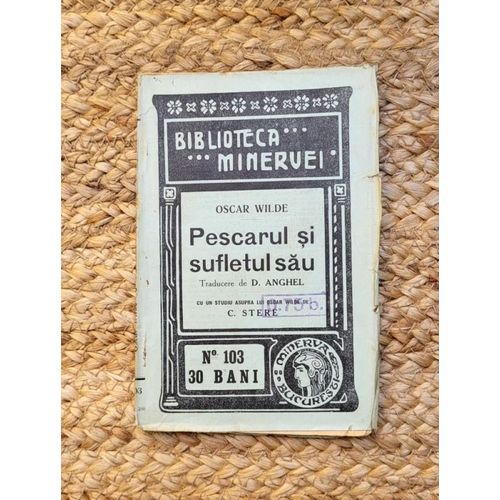 BIBLIOTECA
MINERVEI
OSCAR WILDE
Pescarul și
sufletul său
Traducere de D. ANGHEL
CU UN STUDIU ASUPRA LUI OSCAR WILDE DE
C. STERE
No. 103
30 BANI
MINERVA
BUCUREȘTI